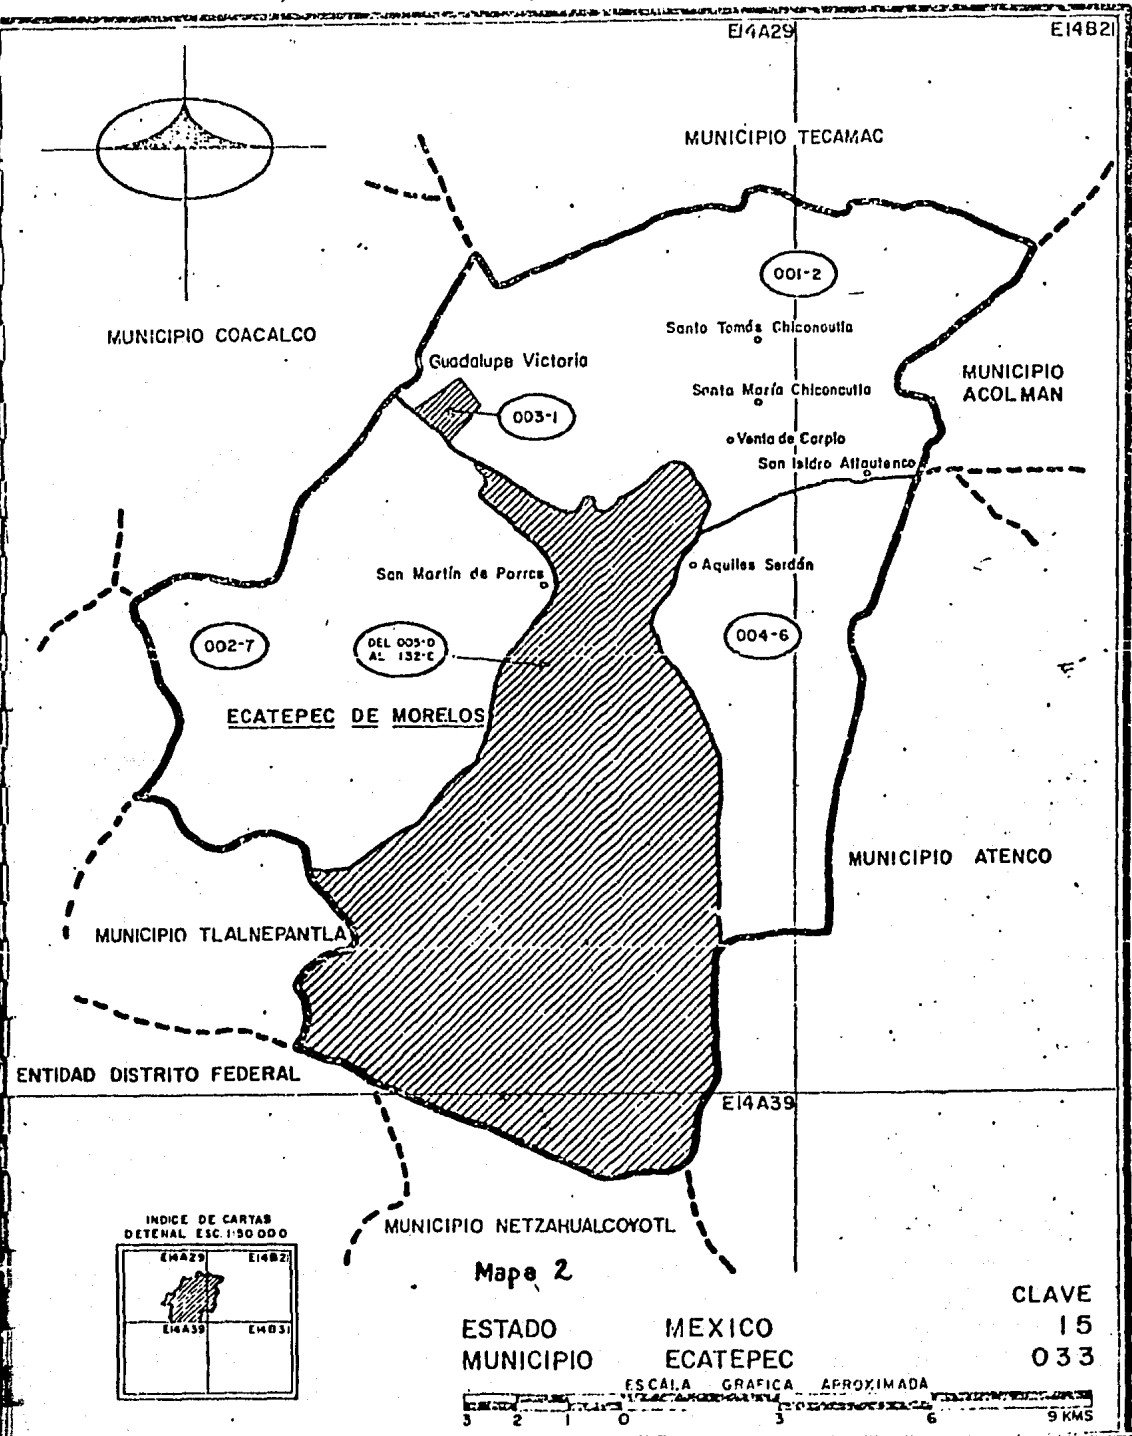 E14A29
E14B21
MUNICIPIO TECAMAC
001-2
MUNICIPIO COACALCO
Santo Tomás Chiconautla
Guadalupe Victoria
MUNICIPIO
ACOLMAN
Santa María Chiconautla
003-1
Venta de Carpio
San Isidro Atlautenco
Aquiles Serdán
San Martín de Porres
002-7
DEL 005-0
AL 132-C
004-6
ECATEPEC DE MORELOS
MUNICIPIO ATENCO
MUNICIPIO TLALNEPANTLA
ENTIDAD DISTRITO FEDERAL
E14A39
INDICE DE CARTAS
DETENAL ESC. 1:50 000
E14A29
E14B21
E14A39
E14B31
MUNICIPIO NETZAHUALCOYOTL
Mapa 2
CLAVE
ESTADO MEXICO 15
MUNICIPIO ECATEPEC 033
ESCALA GRAFICA APROXIMADA
3 2 1 0 3 6 9 KMS